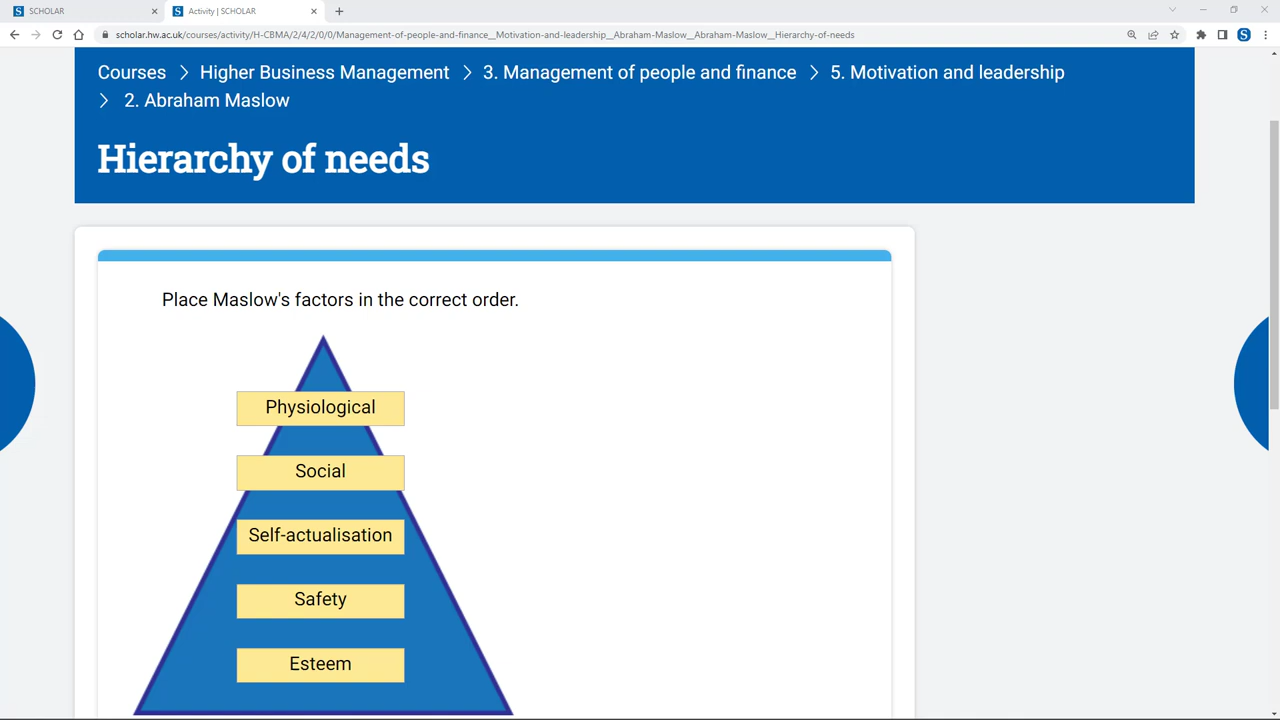 SCHOLAR
Activity | SCHOLAR
scholar.hw.ac.uk/courses/activity/H-CBMA/2/4/2/0/0/Management-of-people-and-finance__Motivation-and-leadership__Abraham-Maslow__Abraham-Maslow__Hierarchy-of-needs
Courses > Higher Business Management > 3. Management of people and finance > 5. Motivation and leadership
> 2. Abraham Maslow
Hierarchy of needs
Place Maslow's factors in the correct order.
Physiological
Social
Self-actualisation
Safety
Esteem